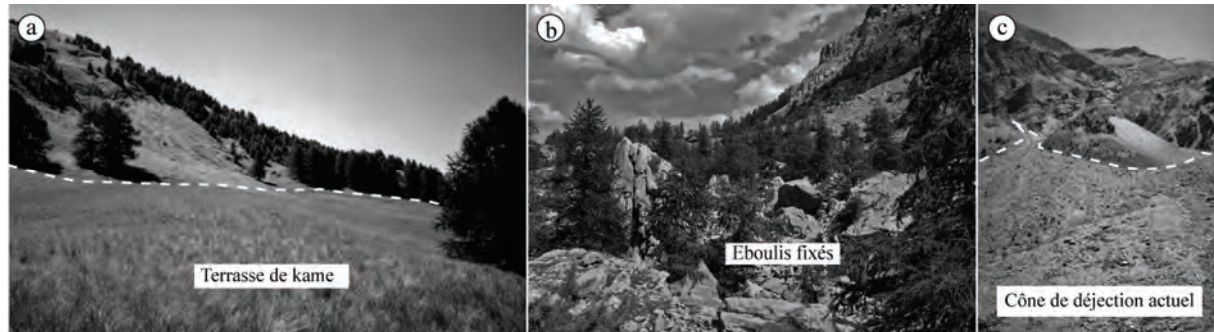 a
b
c
Terrasse de kame
Eboulis fixés
Cône de déjection actuel